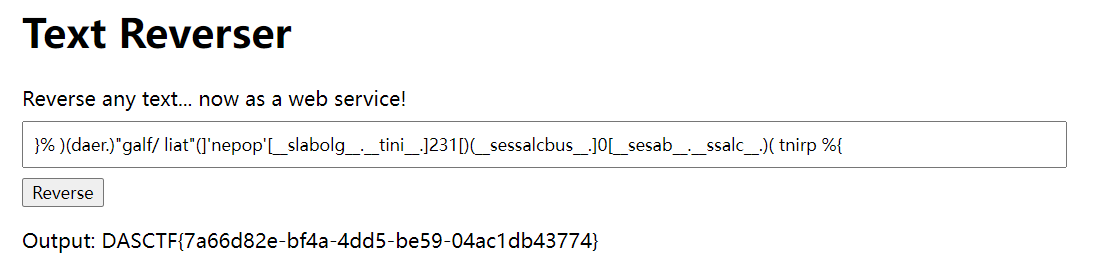 Text Reverser
Reverse any text... now as a web service!
}% )(daer.)"galf/ liat"(]'nepop'[__slabolg__.__tini__.]231[)(__sessalcbus__.]0[__sesab__.__ssalc__.)( tnirp %{
Reverse
Output: DASCTF{7a66d82e-bf4a-4dd5-be59-04ac1db43774}